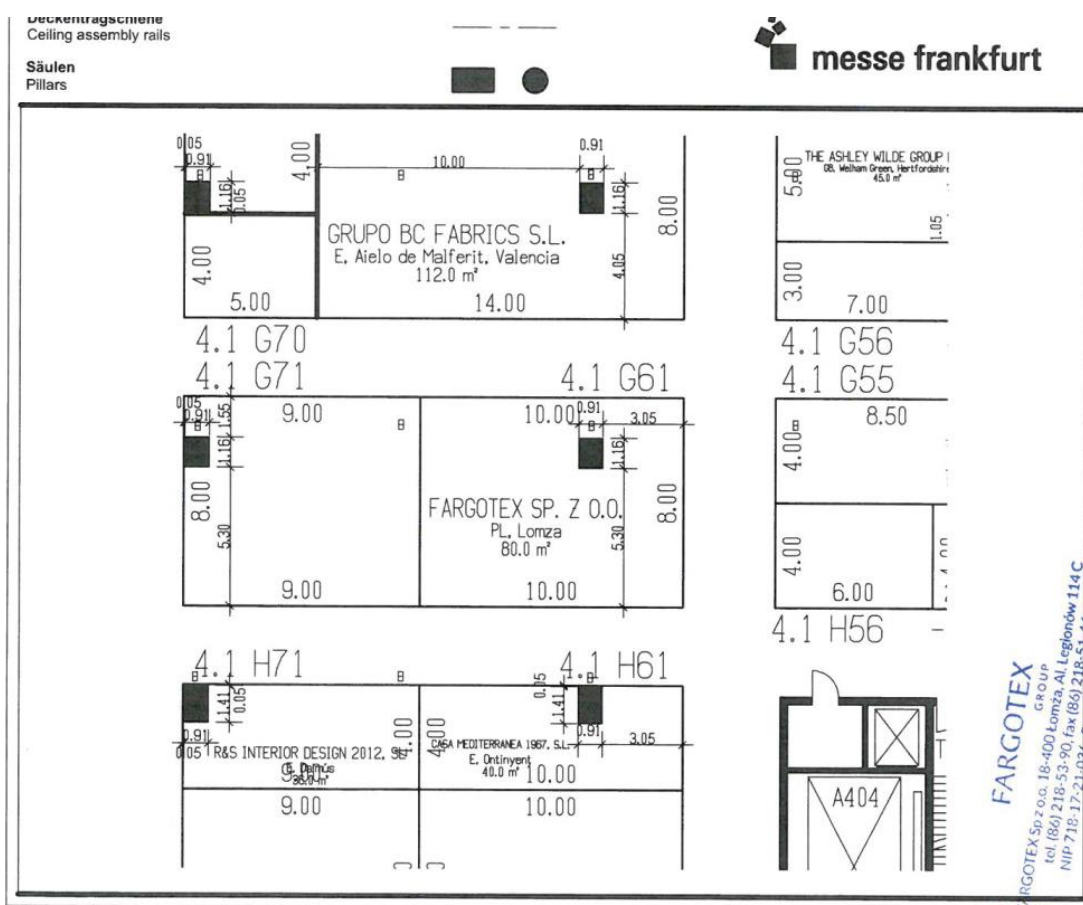 Deckentragschiene
Ceiling assembly rails
Säulen
Pillars
messe frankfurt
0.05
0.91
1.16
0.05
4.00
4.00
5.00
10.00
0.91
1.16
4.05
8.00
GRUPO BC FABRICS S.L.
E, Aielo de Malferit, Valencia
112.0 m²
14.00
THE ASHLEY WILDE GROUP
GB, Welham Green, Hertfordshire
45.0 m²
5.00
1.05
3.00
7.00
4.1 G70
4.1 G56
4.1 G71
4.1 G61
4.1 G55
0.05
0.91
1.55
1.16
9.00
10.00
0.91
3.05
1.16
8.50
4.00
8.00
5.30
FARGOTEX SP. Z O.O.
PL, Lomza
80.0 m²
5.30
8.00
4.00
4.00
9.00
10.00
6.00
4.1 H56
4.1 H71
4.1 H61
1.41
0.05
0.91
0.05
4.00
4.00
0.05
1.41
0.91
3.05
R&S INTERIOR DESIGN 2012, SL
CASA MEDITERRANEA 1967, S.L.
E, Ontinyent
40.0 m²
10.00
9.00
10.00
A404
FARGOTEX
GROUP
FARGOTEX Sp z o.o. 18-400 Łomża, Al. Legionów 114 C
tel. (86) 218-53-90, fax (86) 218-51-
NIP 718-17-21-